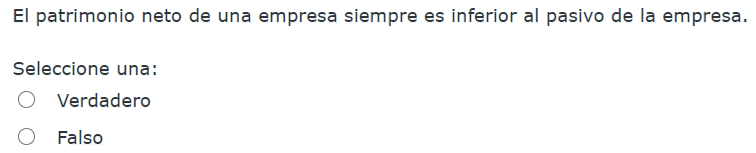 El patrimonio neto de una empresa siempre es inferior al pasivo de la empresa.
Seleccione una:
Verdadero
Falso